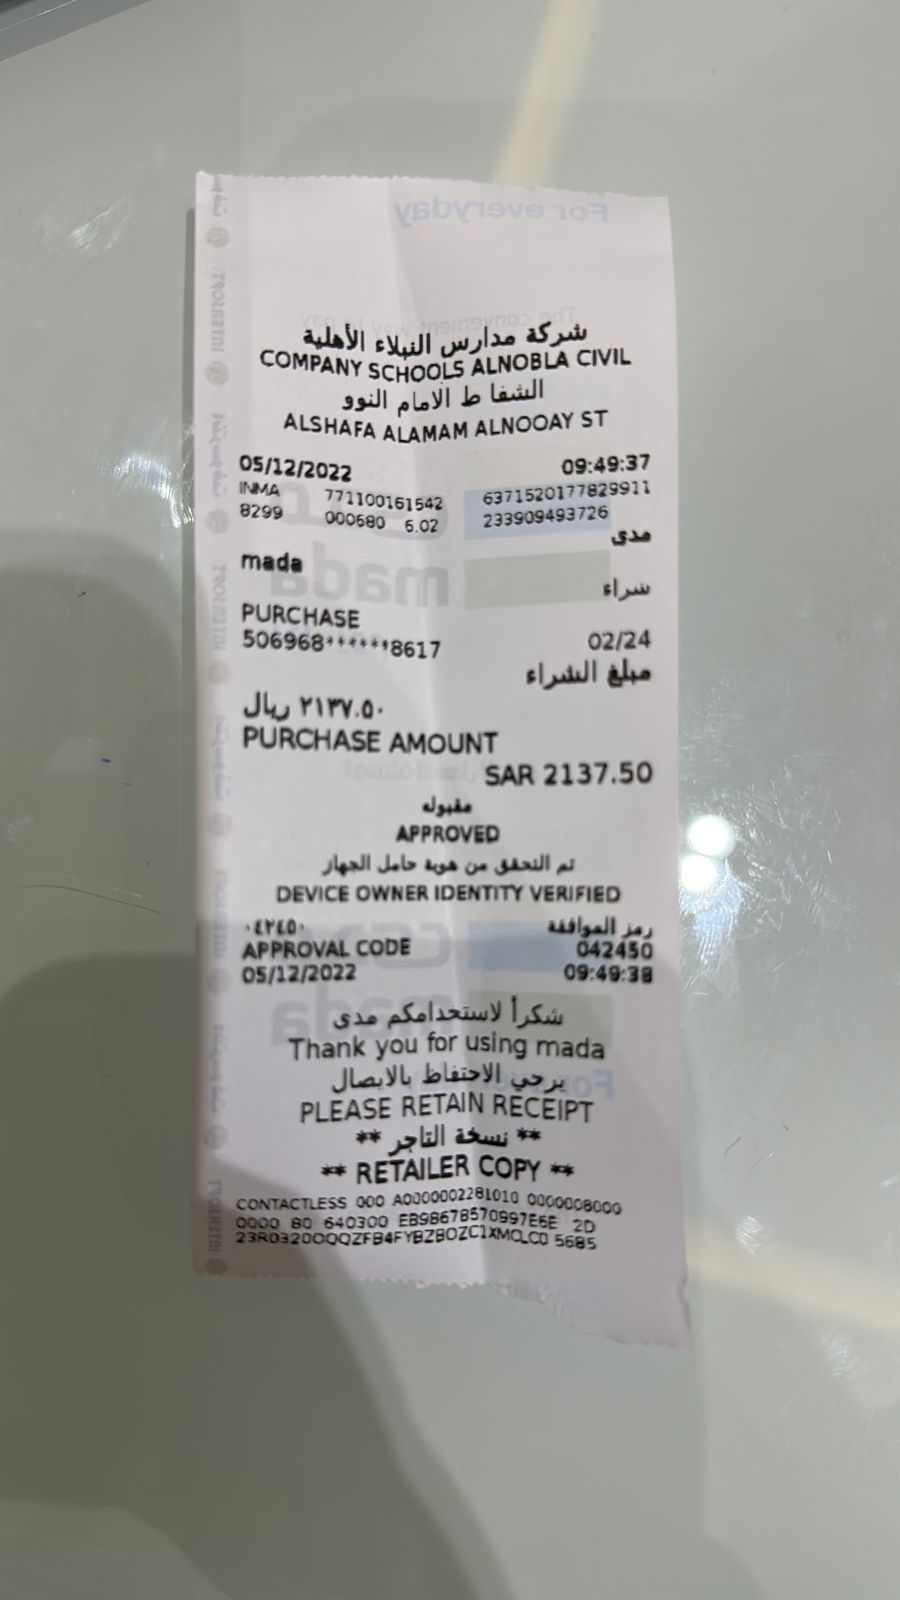 For everyday
شركة مدارس النبلاء الأهلية
COMPANY SCHOOLS ALNOBLA CIVIL
الشفا ط الامام النوو
ALSHAFA ALAMAM ALNOOAY ST
05/12/2022 09:49:37
INMA 771100161542 6371520177829911
8299 000680 6.02 233909493726
مدى
mada
شراء
PURCHASE
506968******8617 02/24
مبلغ الشراء
٢١٣٧.٥٠ ريال
PURCHASE AMOUNT
SAR 2137.50
مقبوله
APPROVED
تم التحقق من هوية حامل الجهاز
DEVICE OWNER IDENTITY VERIFIED
رمز الموافقة ٠٤٢٤٥٠
APPROVAL CODE 042450
05/12/2022 09:49:38
شكراً لاستخدامكم مدى
Thank you for using mada
يرجي الاحتفاظ بالايصال
PLEASE RETAIN RECEIPT
** نسخة التاجر **
** RETAILER COPY **
CONTACTLESS 000 A0000002281010 0000008000
0000 80 640300 EB9867B570997E6E 2D
5685